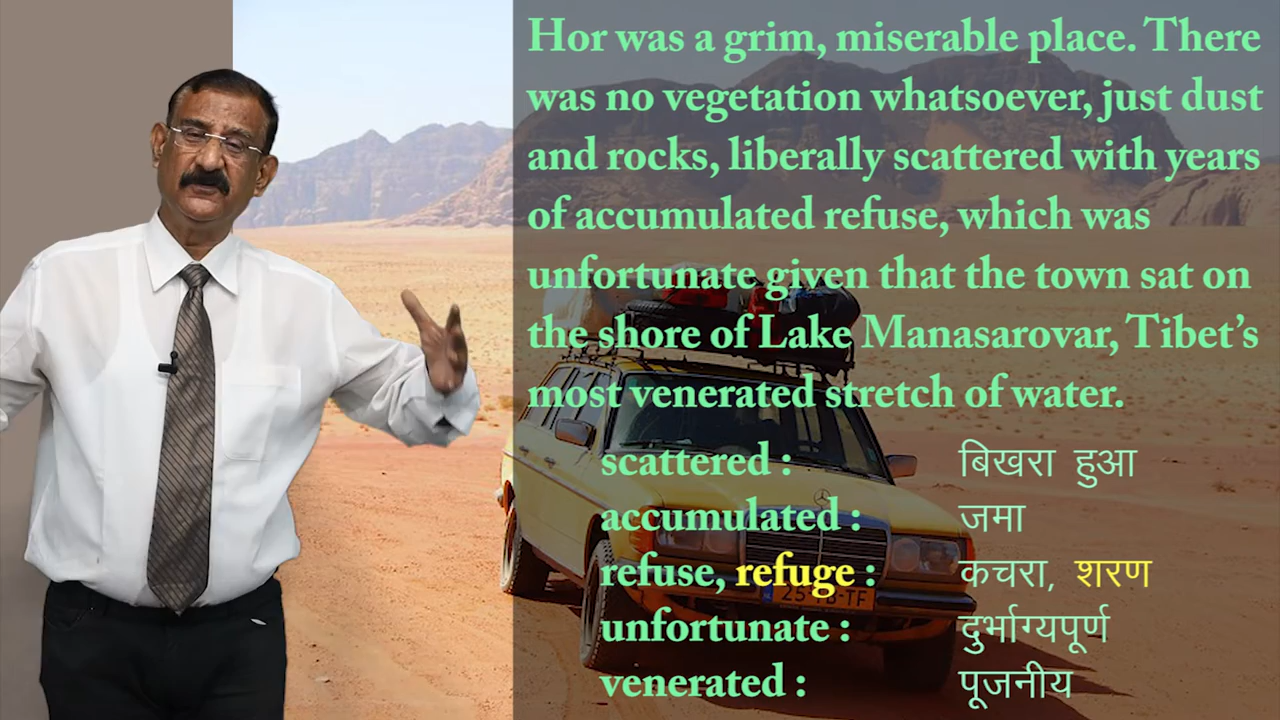 Hor was a grim, miserable place. There
was no vegetation whatsoever, just dust
and rocks, liberally scattered with years
of accumulated refuse, which was
unfortunate given that the town sat on
the shore of Lake Manasarovar, Tibet's
most venerated stretch of water.
scattered : बिखरा हुआ
accumulated : जमा
refuse, refuge : कचरा, शरण
unfortunate : दुर्भाग्यपूर्ण
venerated : पूजनीय